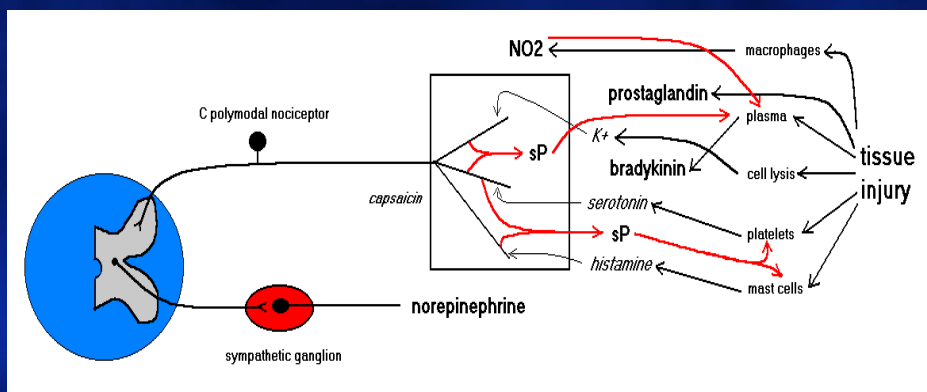 NO2
macrophages
prostaglandin
C polymodal nociceptor
plasma
K+
sP
tissue
injury
bradykinin
cell lysis
capsaicin
serotonin
sP
platelets
histamine
mast cells
norepinephrine
sympathetic ganglion